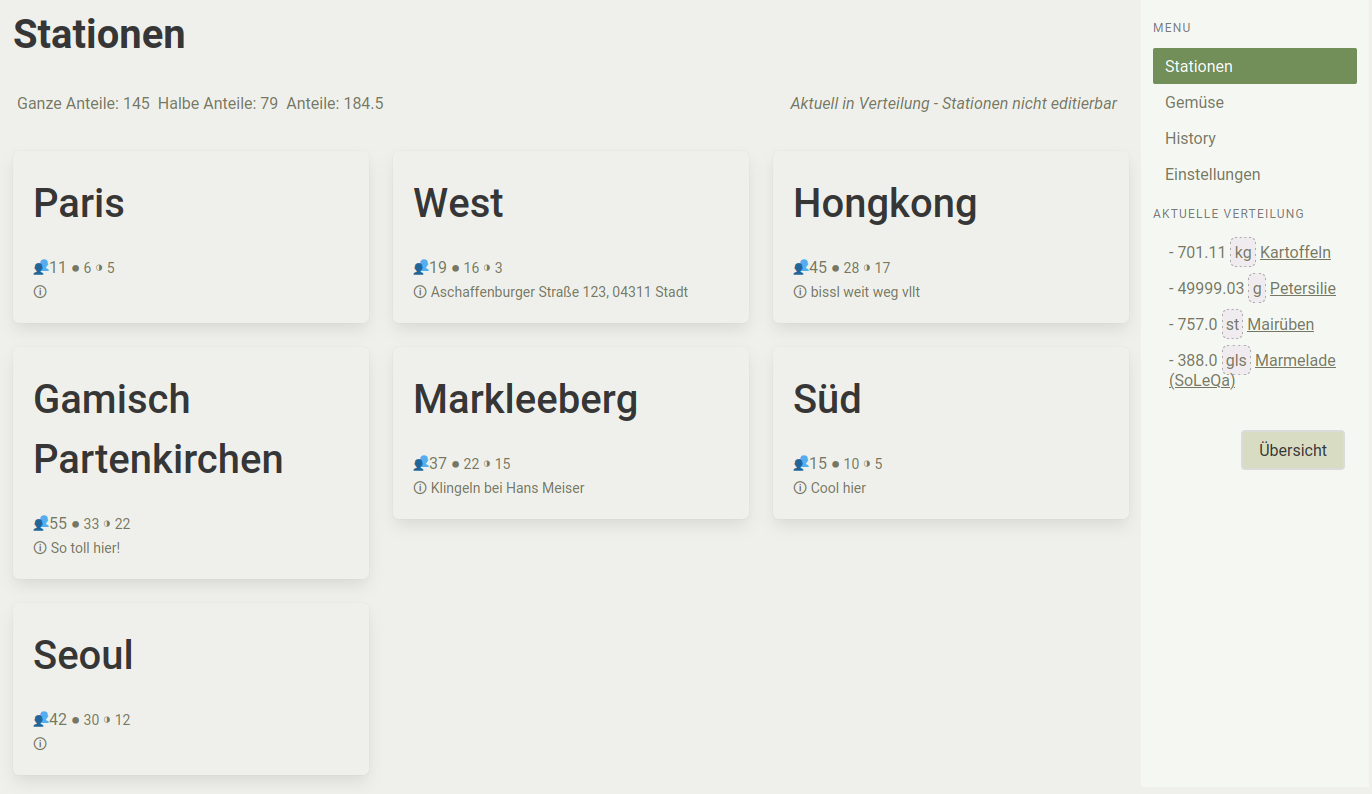 Stationen
Ganze Anteile: 145 Halbe Anteile: 79 Anteile: 184.5
Aktuell in Verteilung - Stationen nicht editierbar
Paris
11 ● 6 ◑ 5
ⓘ
West
19 ● 16 ◑ 3
ⓘ Aschaffenburger Straße 123, 04311 Stadt
Hongkong
45 ● 28 ◑ 17
ⓘ bissl weit weg vllt
Gamisch
Partenkirchen
55 ● 33 ◑ 22
ⓘ So toll hier!
Markleeberg
37 ● 22 ◑ 15
ⓘ Klingeln bei Hans Meiser
Süd
15 ● 10 ◑ 5
ⓘ Cool hier
Seoul
42 ● 30 ◑ 12
ⓘ
MENU
Stationen
Gemüse
History
Einstellungen
AKTUELLE VERTEILUNG
- 701.11 kg Kartoffeln
- 49999.03 g Petersilie
- 757.0 st Mairüben
- 388.0 gls Marmelade
(SoLeQa)
Übersicht